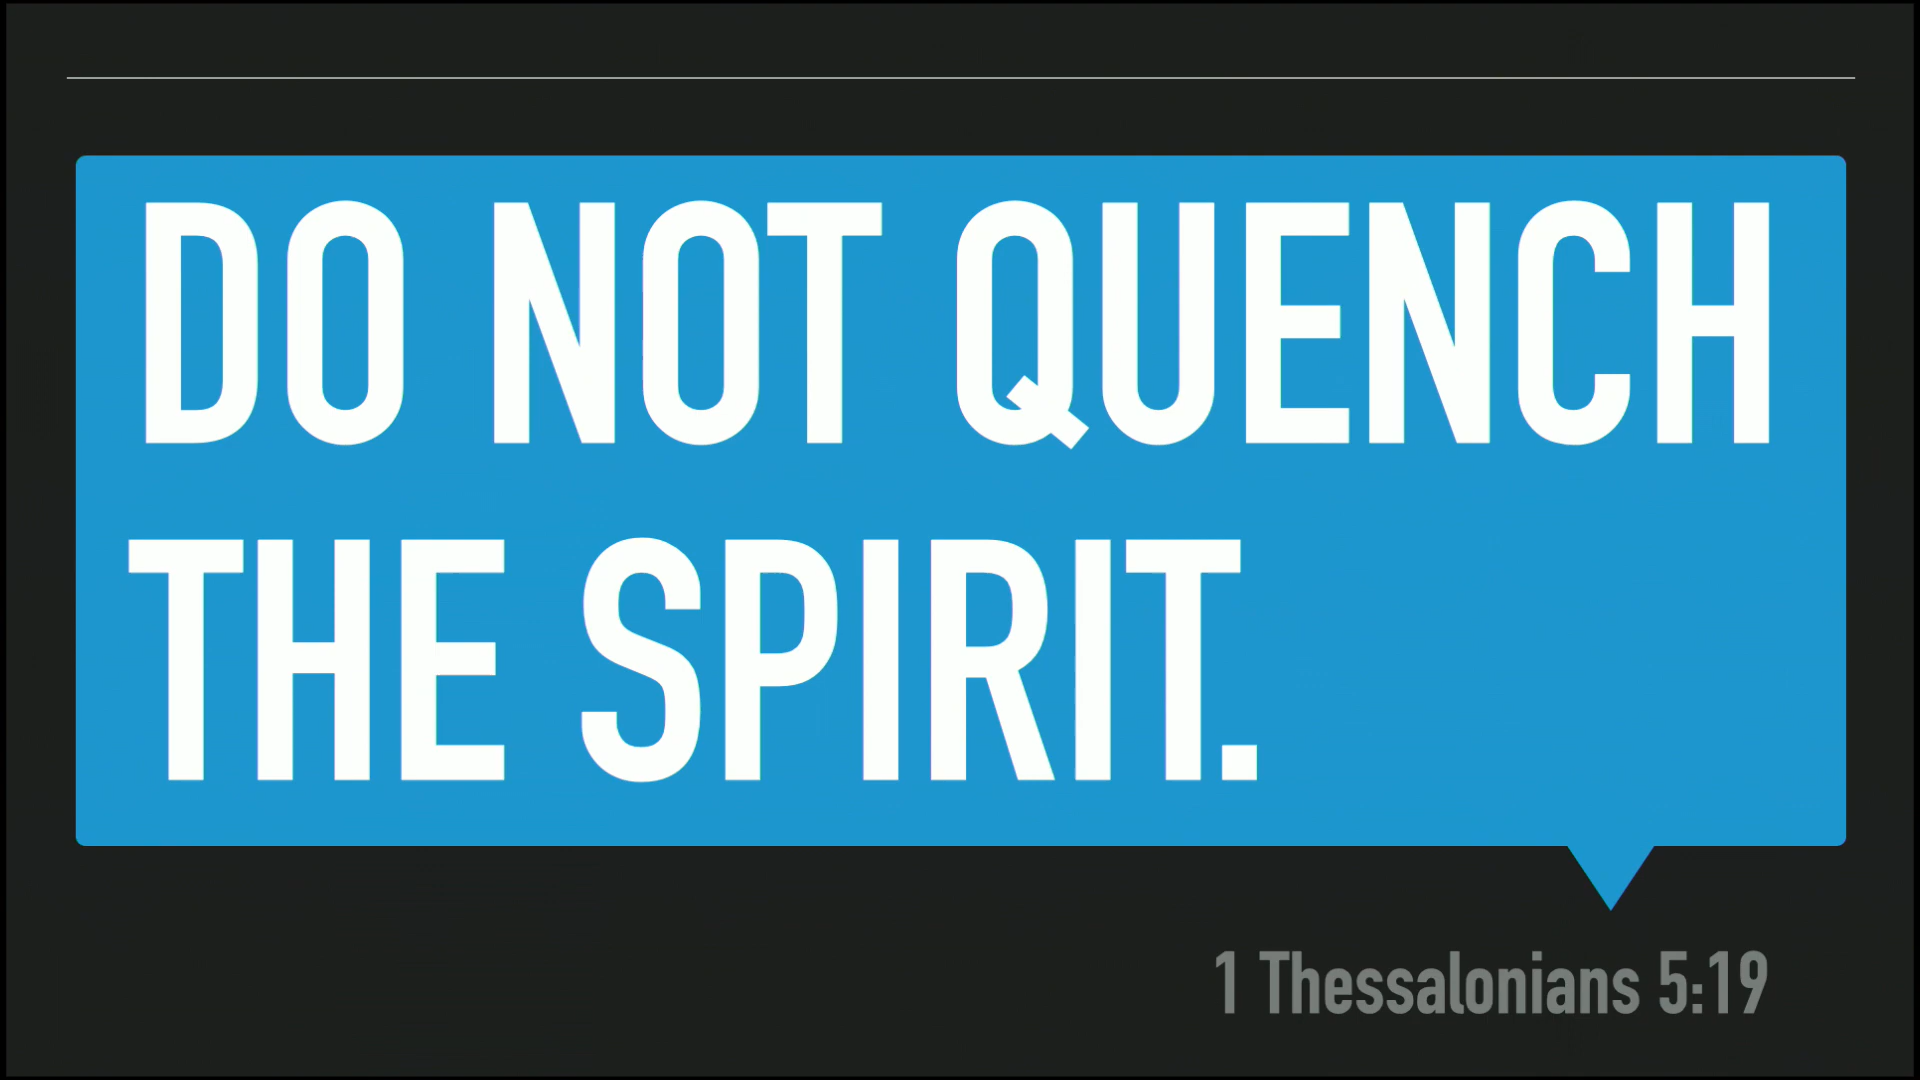 DO NOT QUENCH
THE SPIRIT.
1 Thessalonians 5:19